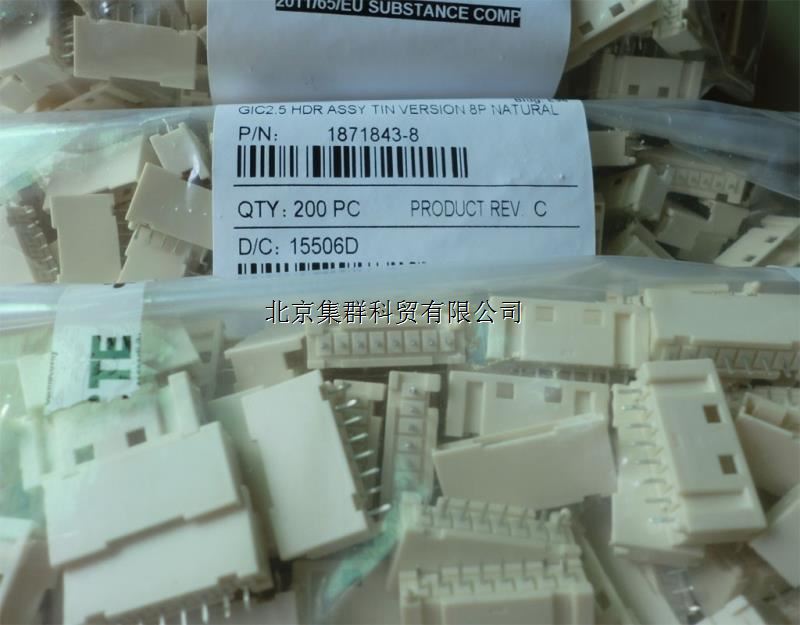 2011/65/EU SUBSTANCE COMP
GIC2.5 HDR ASSY TIN VERSION 8P NATURAL
P/N: 1871843-8
QTY: 200 PC PRODUCT REV. C
D/C: 15506D
北京集群科贸有限公司
TE